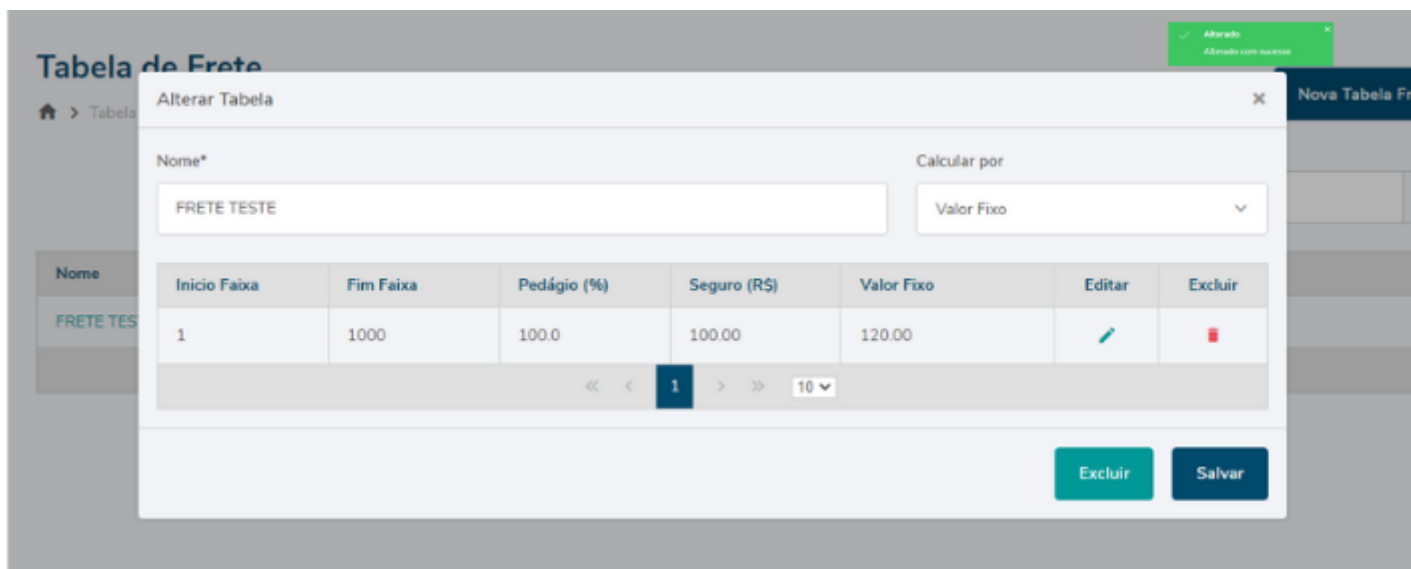 Alterado
Alterado com sucesso
Tabela de Frete
Nova Tabela Fr
Tabela
Alterar Tabela
Nome*
Calcular por
FRETE TESTE
Valor Fixo
Nome
FRETE TES
Inicio Faixa Fim Faixa Pedágio (%) Seguro (R$) Valor Fixo Editar Excluir
1 1000 100.0 100.00 120.00
1 10
Excluir Salvar